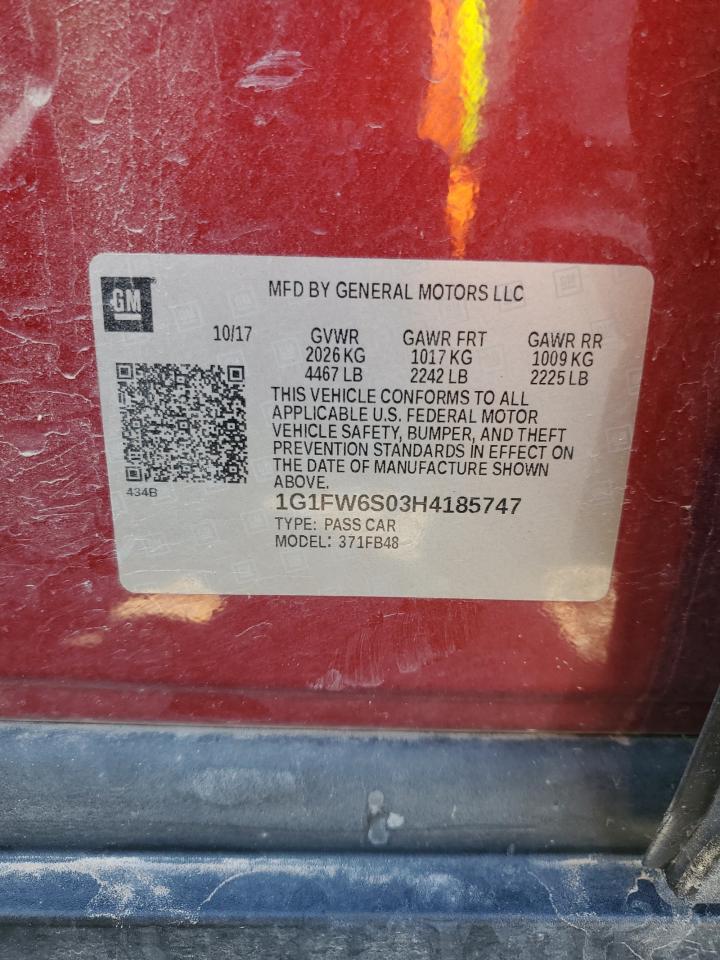 GM
MFD BY GENERAL MOTORS LLC
10/17 GVWR GAWR FRT GAWR RR
2026 KG 1017 KG 1009 KG
4467 LB 2242 LB 2225 LB
THIS VEHICLE CONFORMS TO ALL
APPLICABLE U.S. FEDERAL MOTOR
VEHICLE SAFETY, BUMPER, AND THEFT
PREVENTION STANDARDS IN EFFECT ON
THE DATE OF MANUFACTURE SHOWN
ABOVE.
434B
1G1FW6S03H4185747
TYPE: PASS CAR
MODEL: 371FB48